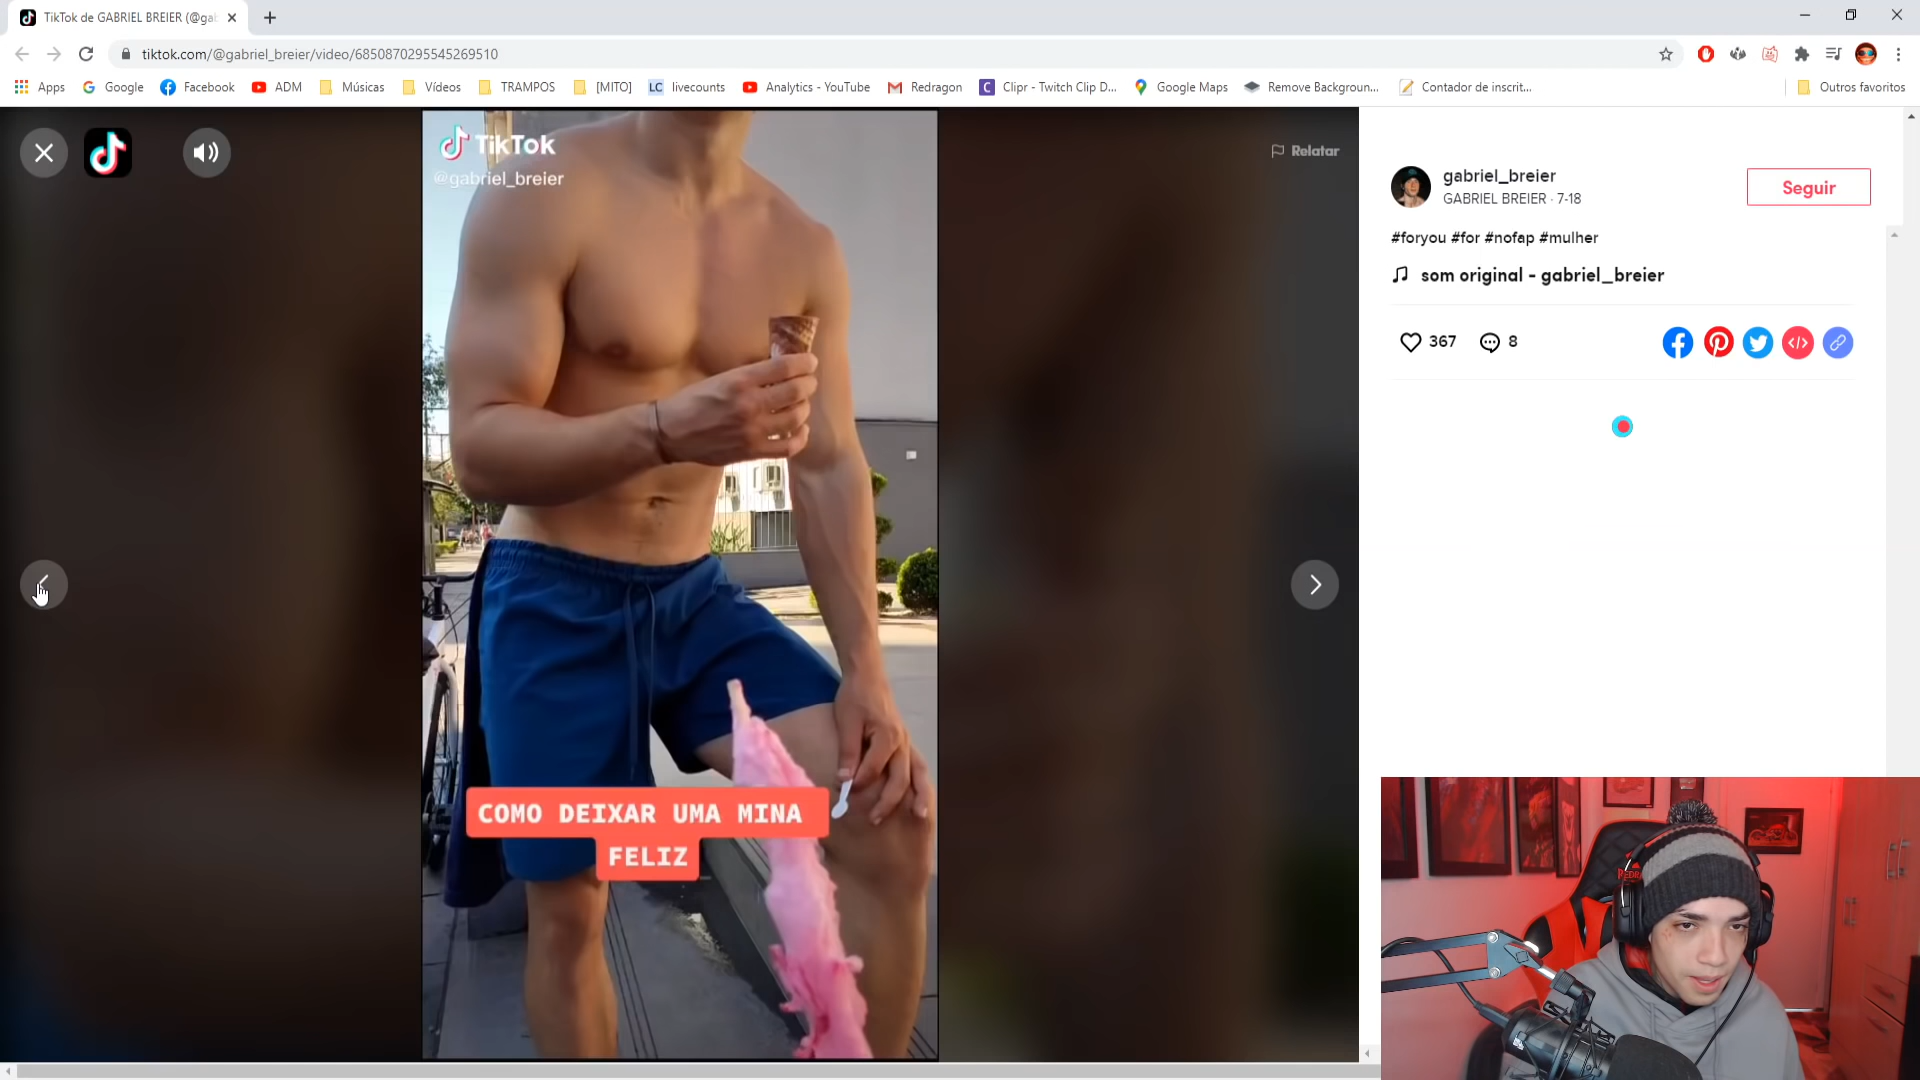 TikTok de GABRIEL BREIER (@gab
tiktok.com/@gabriel_breier/video/6850870295545269510
Apps
Google
Facebook
ADM
Músicas
Vídeos
TRAMPOS
[MITO]
LC livecounts
Analytics - YouTube
Redragon
C Clipr - Twitch Clip D...
Google Maps
Remove Backgroun...
Contador de inscrit...
Outros favoritos
TikTok
@gabriel_breier
Relatar
gabriel_breier
GABRIEL BREIER · 7-18
Seguir
#foryou #for #nofap #mulher
som original - gabriel_breier
367
8
COMO DEIXAR UMA MINA
FELIZ